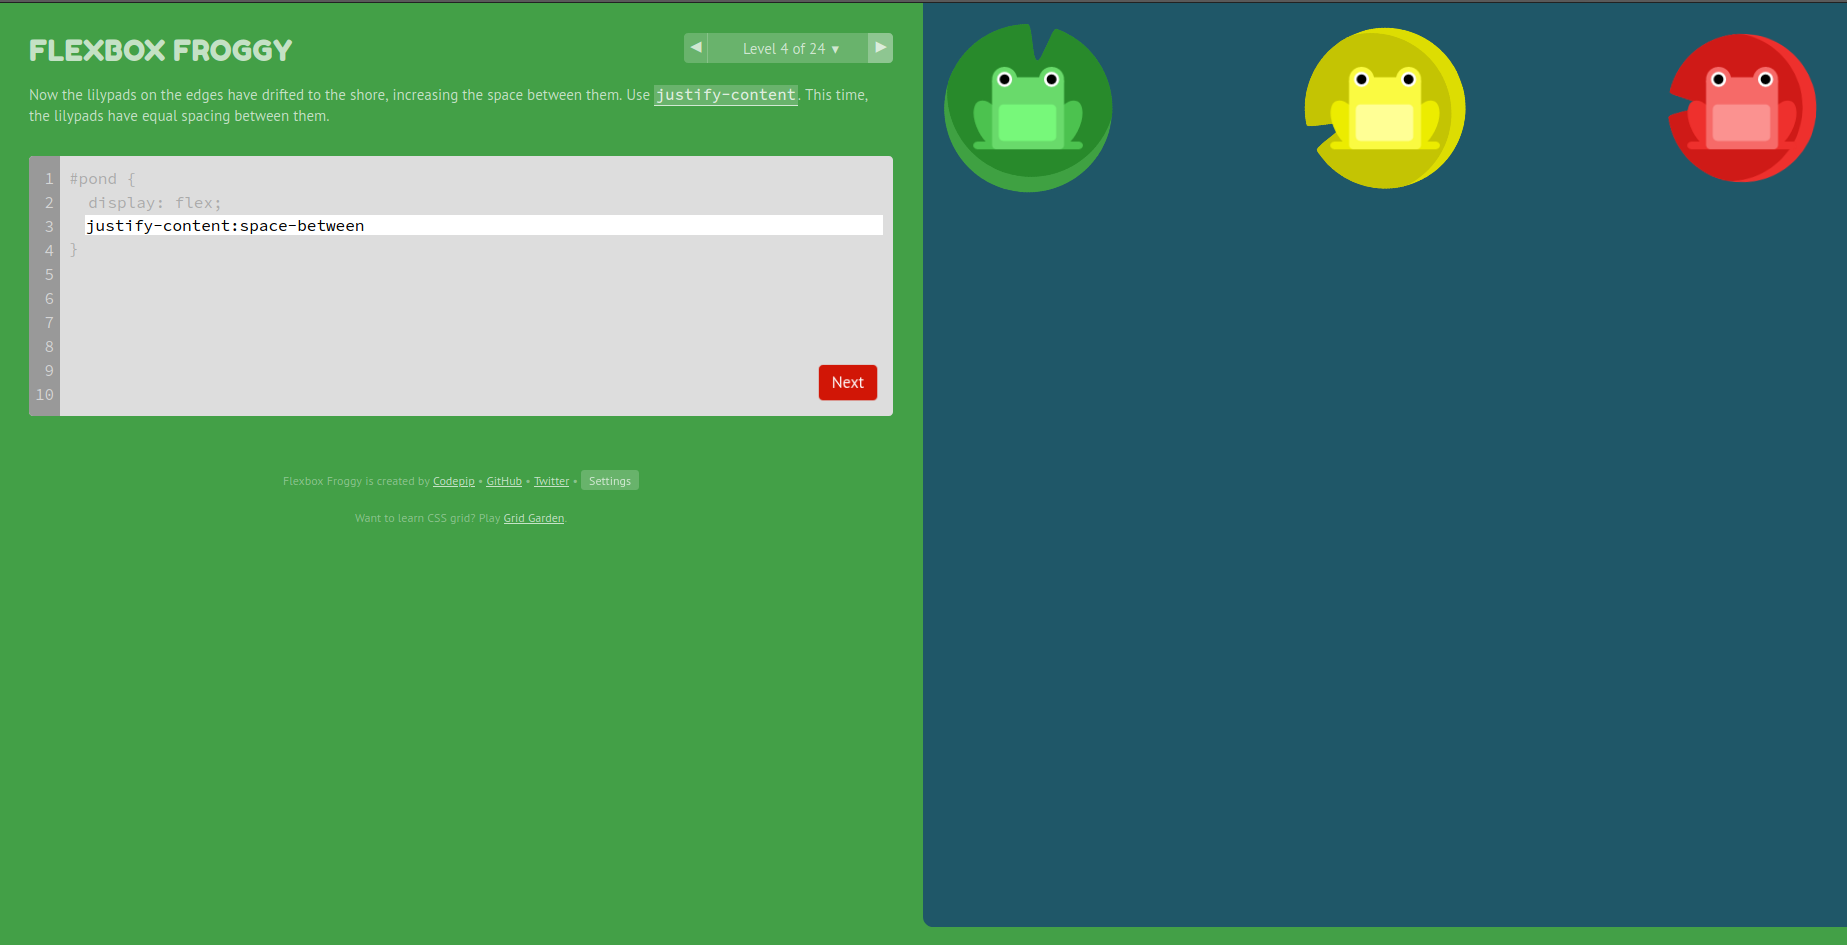 FLEXBOX FROGGY
◀ Level 4 of 24 ▾ ▶
Now the lilypads on the edges have drifted to the shore, increasing the space between them. Use justify-content. This time,
the lilypads have equal spacing between them.
1 #pond {
2 display: flex;
3 justify-content:space-between
4 }
5
6
7
8
9
10
Next
Flexbox Froggy is created by Codepip • GitHub • Twitter • Settings
Want to learn CSS grid? Play Grid Garden.